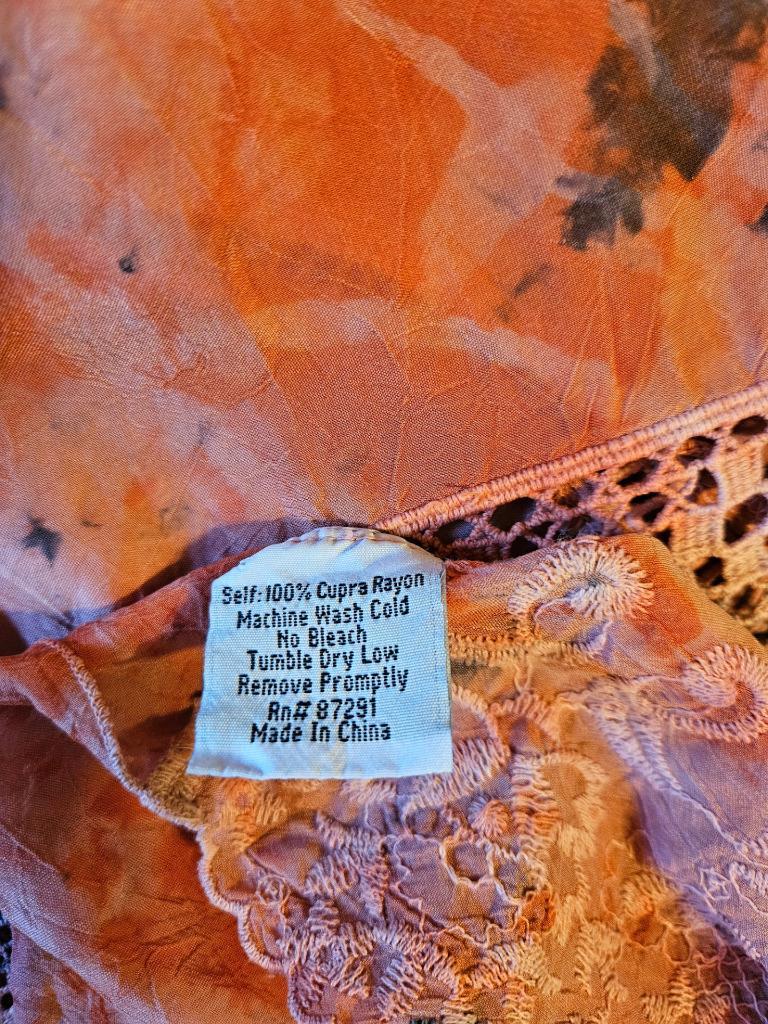 Self: 100% Cupra Rayon
Machine Wash Cold
No Bleach
Tumble Dry Low
Remove Promptly
Rn# 87291
Made In China